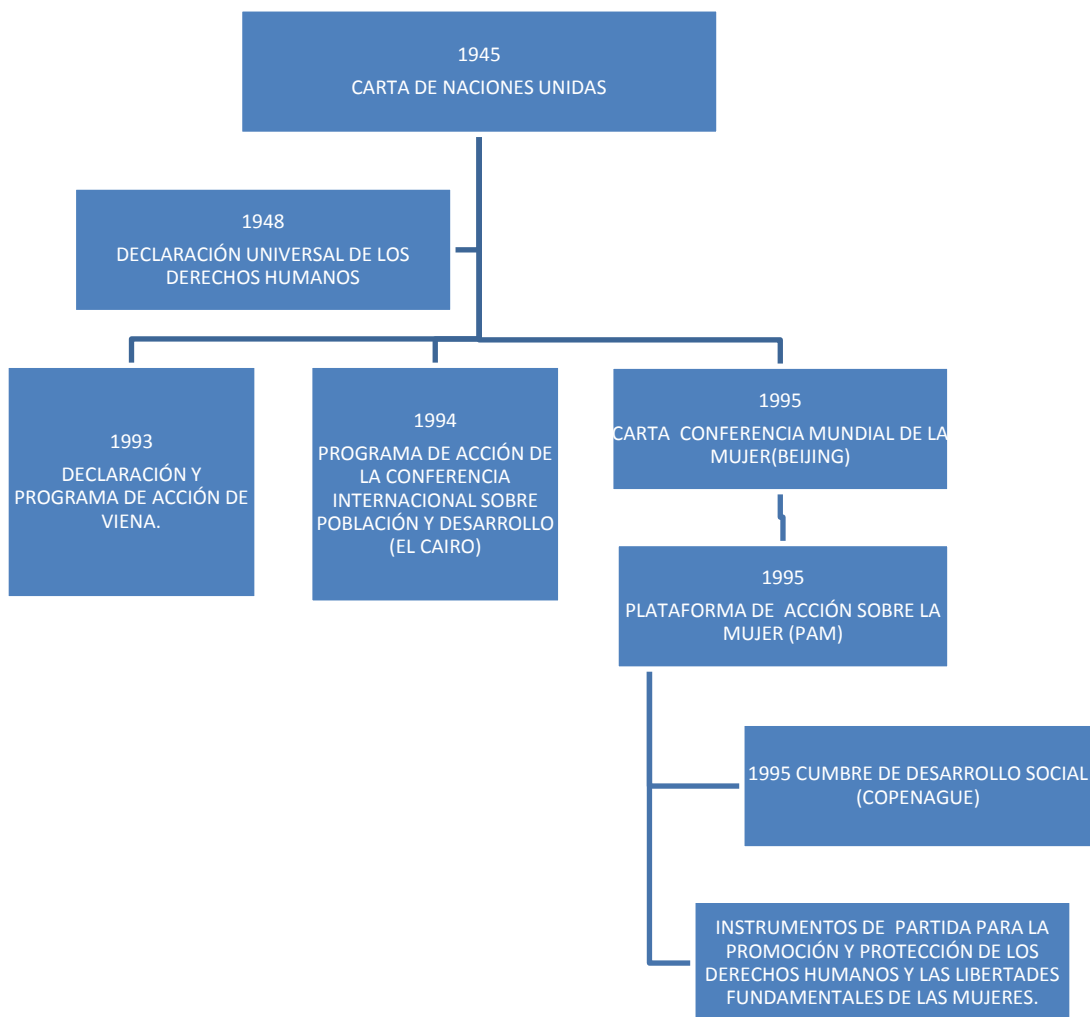 1945
CARTA DE NACIONES UNIDAS
1948
DECLARACIÓN UNIVERSAL DE LOS
DERECHOS HUMANOS
1993
DECLARACIÓN Y
PROGRAMA DE ACCIÓN DE
VIENA.
1994
PROGRAMA DE ACCIÓN DE
LA CONFERENCIA
INTERNACIONAL SOBRE
POBLACIÓN Y DESARROLLO
(EL CAIRO)
1995
CARTA  CONFERENCIA MUNDIAL DE LA
MUJER(BEIJING)
1995
PLATAFORMA DE  ACCIÓN SOBRE LA
MUJER (PAM)
1995 CUMBRE DE DESARROLLO SOCIAL
(COPENAGUE)
INSTRUMENTOS DE  PARTIDA PARA LA
PROMOCIÓN Y PROTECCIÓN DE LOS
DERECHOS HUMANOS Y LAS LIBERTADES
FUNDAMENTALES DE LAS MUJERES.